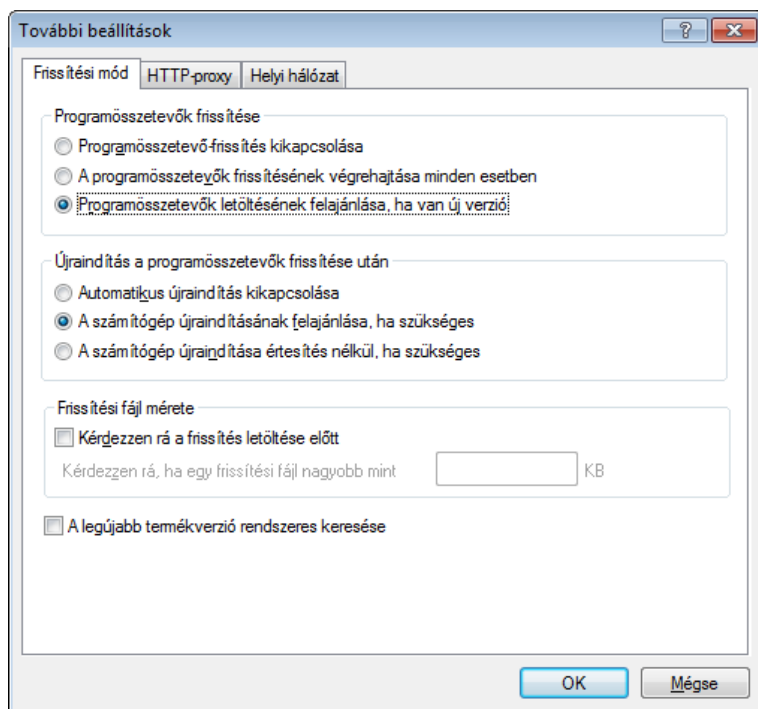 További beállítások
Frissítési mód HTTP-proxy Helyi hálózat
Programösszetevők frissítése
Programösszetevő-frissítés kikapcsolása
A programösszetevők frissítésének végrehajtása minden esetben
Programösszetevők letöltésének felajánlása, ha van új verzió
Újraindítás a programösszetevők frissítése után
Automatikus újraindítás kikapcsolása
A számítógép újraindításának felajánlása, ha szükséges
A számítógép újraindítása értesítés nélkül, ha szükséges
Frissítési fájl mérete
Kérdezzen rá a frissítés letöltése előtt
Kérdezzen rá, ha egy frissítési fájl nagyobb mint KB
A legújabb termékverzió rendszeres keresése
OK Mégse